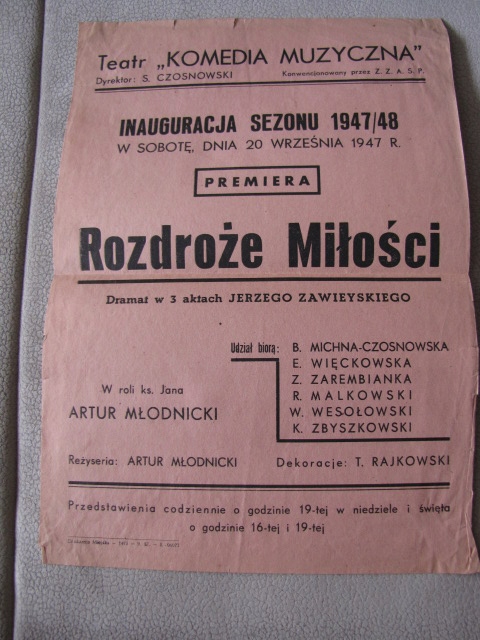 Teatr „KOMEDIA MUZYCZNA”
Dyrektor: S. CZOSNOWSKI Konwencjonowany przez Z. Z. A. S. P.
INAUGURACJA SEZONU 1947/48
W SOBOTĘ, DNIA 20 WRZEŚNIA 1947 R.
PREMIERA
Rozdroże Miłości
Dramat w 3 aktach JERZEGO ZAWIEYSKIEGO
Udział biorą: B. MICHNA-CZOSNOWSKA
E. WIĘCKOWSKA
Z. ZAREMBIANKA
R. MALKOWSKI
W. WESOŁOWSKI
K. ZBYSZKOWSKI
W roli ks. Jana
ARTUR MŁODNICKI
Reżyseria: ARTUR MŁODNICKI Dekoracje: T. RAJKOWSKI
Przedstawienia codziennie o godzinie 19-tej w niedziele i święta
o godzinie 16-tej i 19-tej